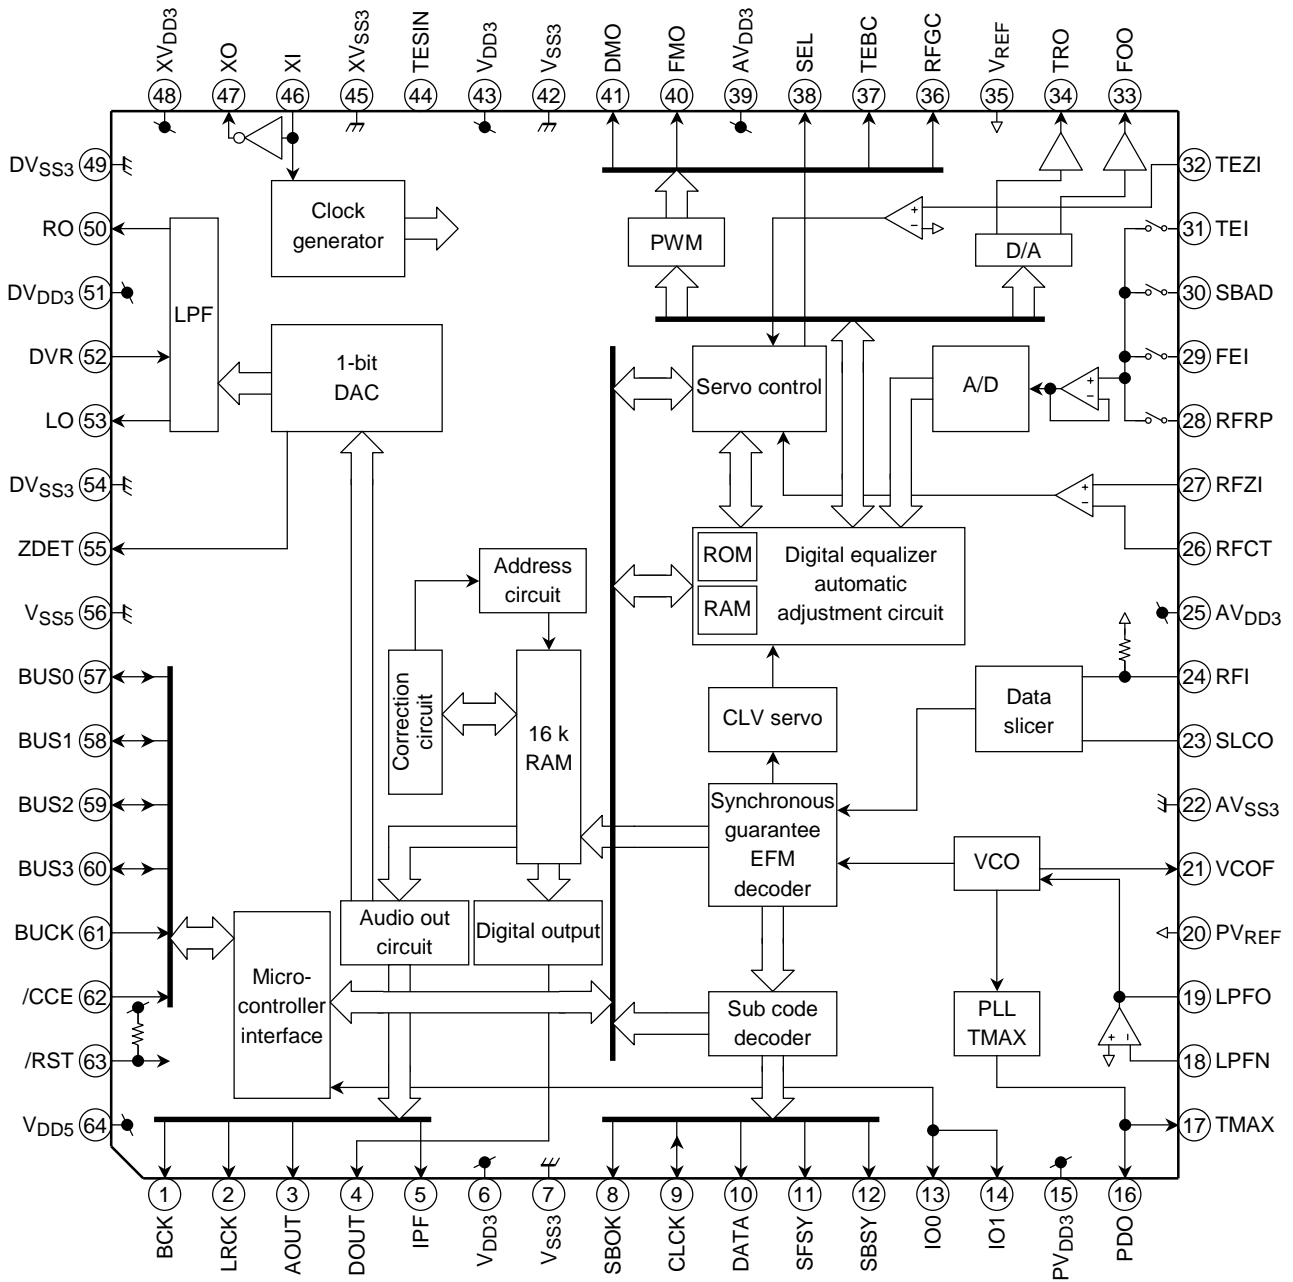 XVDD3
XO
XI
XVSS3
TESIN
VDD3
VSS3
DMO
FMO
AVDD3
SEL
TEBC
RFGC
VREF
TRO
FOO
48
47
46
45
44
43
42
41
40
39
38
37
36
35
34
33
DVSS3 49
32 TEZI
RO 50
31 TEI
DVDD3 51
30 SBAD
DVR 52
29 FEI
LO 53
28 RFRP
DVSS3 54
27 RFZI
ZDET 55
26 RFCT
VSS5 56
25 AVDD3
BUS0 57
24 RFI
BUS1 58
23 SLCO
BUS2 59
22 AVSS3
BUS3 60
21 VCOF
BUCK 61
20 PVREF
/CCE 62
19 LPFO
/RST 63
18 LPFN
VDD5 64
17 TMAX
Clock
generator
LPF
1-bit
DAC
PWM
+
−
D/A
Servo control
A/D
+
−
+
−
ROM
RAM
Digital equalizer
automatic
adjustment circuit
Address
circuit
Correction
circuit
16 k
RAM
CLV servo
Data
slicer
Synchronous
guarantee
EFM
decoder
VCO
Audio out
circuit
Digital output
Micro-
controller
interface
Sub code
decoder
PLL
TMAX
+
−
1
2
3
4
5
6
7
8
9
10
11
12
13
14
15
16
BCK
LRCK
AOUT
DOUT
IPF
VDD3
VSS3
SBOK
CLCK
DATA
SFSY
SBSY
IO0
IO1
PVDD3
PDO